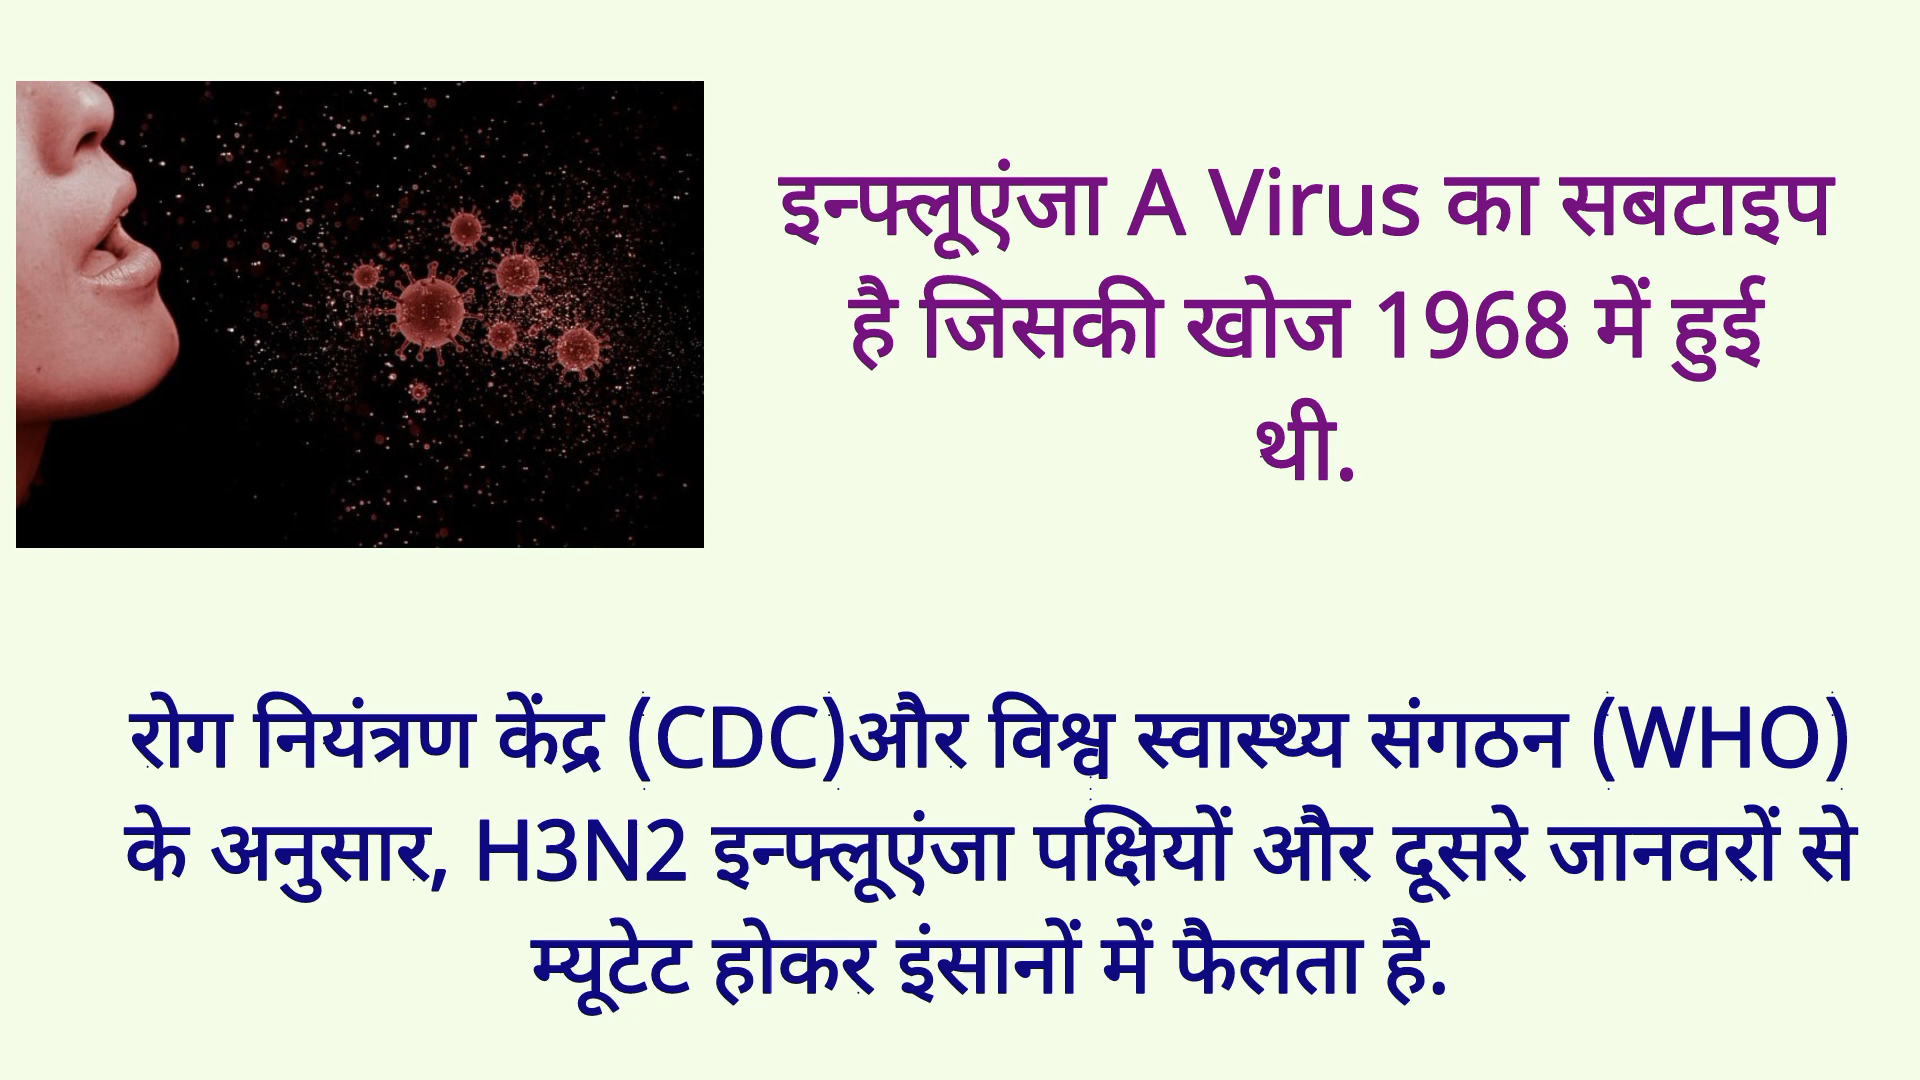 इन्फ्लूएंजा A Virus का सबटाइप
है जिसकी खोज 1968 में हुई
थी.
रोग नियंत्रण केंद्र (CDC)और विश्व स्वास्थ्य संगठन (WHO)
के अनुसार, H3N2 इन्फ्लूएंजा पक्षियों और दूसरे जानवरों से
म्यूटेट होकर इंसानों में फैलता है.